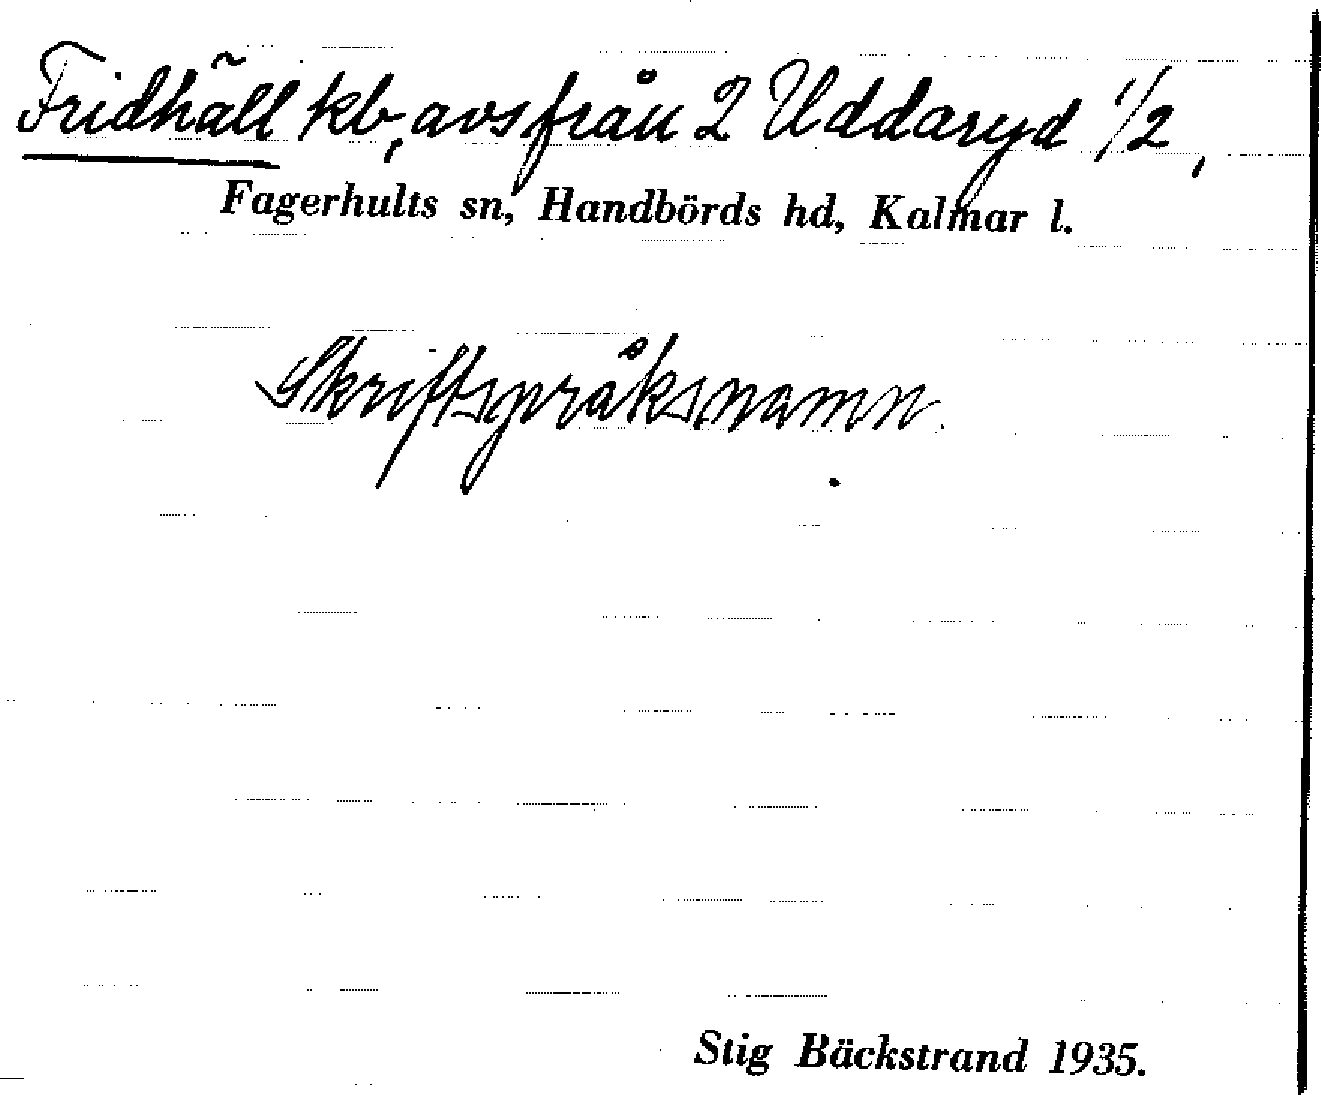 Fridhäll kb, avs från 2 Uddaryd 1/2,
Fagerhults sn, Handbörds hd, Kalmar l.
Skriftspråksnamn.
Stig Bäckstrand 1935.